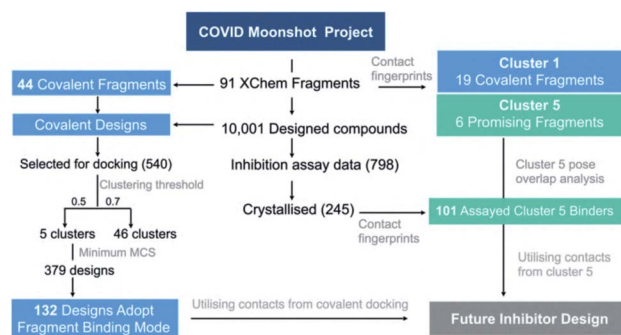 COVID Moonshot Project
44 Covalent Fragments
91 XChem Fragments
Contact
fingerprints
Cluster 1
19 Covalent Fragments
Cluster 5
6 Promising Fragments
Covalent Designs
10,001 Designed compounds
Selected for docking (540)
Inhibition assay data (798)
Clustering threshold
0.5
0.7
Cluster 5 pose
overlap analysis
Crystallised (245)
Contact
fingerprints
101 Assayed Cluster 5 Binders
5 clusters
46 clusters
Minimum MCS
379 designs
Utilising contacts
from cluster 5
132 Designs Adopt
Fragment Binding Mode
Utilising contacts from covalent docking
Future Inhibitor Design